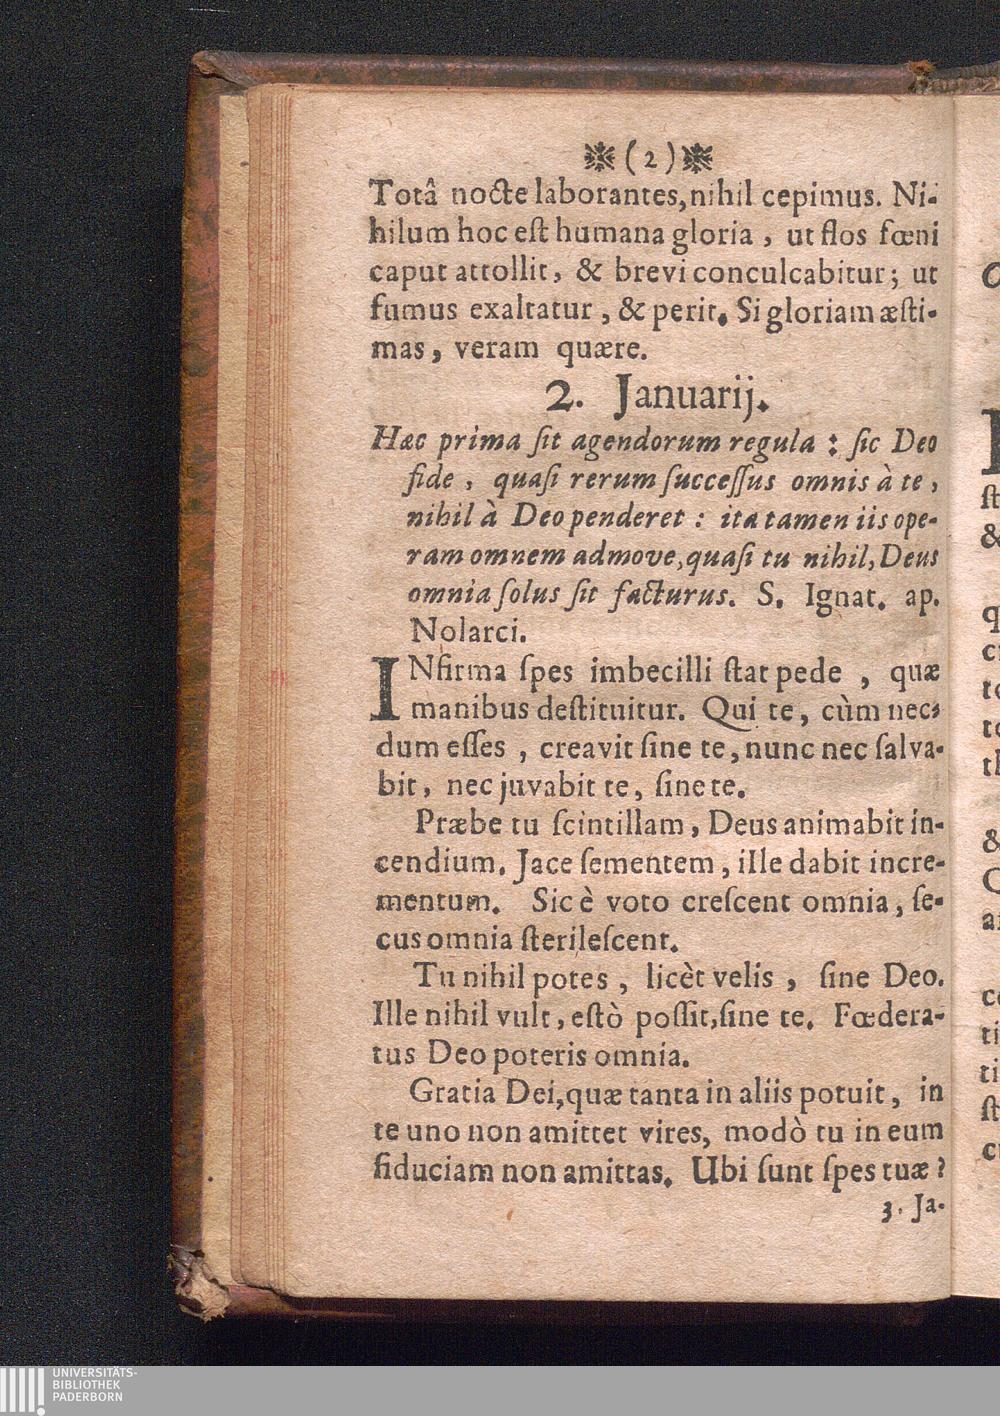 ❋(2)❋
Totâ nocte laborantes, nihil cepimus. Ni-
hilum hoc eſt humana gloria, ut flos fœni
caput attollit, & brevi conculcabitur; ut
fumus exaltatur, & perit. Si gloriam æſti-
mas, veram quære.
2. Januarij.
Hæc prima ſit agendorum regula: ſic Deo
fide, quaſi rerum ſucceſſus omnis à te,
nihil à Deo penderet: ita tamen iis ope-
ram omnem admove, quaſi tu nihil, Deus
omnia ſolus ſit facturus. S. Ignat. ap.
Nolarci.
INfirma ſpes imbecilli ſtat pede, quæ
manibus deſtituitur. Qui te, cùm nec-
dum eſſes, creavit ſine te, nunc nec ſalva-
bit, nec juvabit te, ſine te.
Præbe tu ſcintillam, Deus animabit in-
cendium. Jace ſementem, ille dabit incre-
mentum. Sic è voto creſcent omnia, ſe-
cus omnia ſterileſcent.
Tu nihil potes, licèt velis, ſine Deo.
Ille nihil vult, eſtò poſſit, ſine te. Fœdera-
tus Deo poteris omnia.
Gratia Dei, quæ tanta in aliis potuit, in
te uno non amittet vires, modò tu in eum
fiduciam non amittas. Ubi ſunt ſpes tuæ?
3. Ja-
UNIVERSITÄTS-
BIBLIOTHEK
PADERBORN